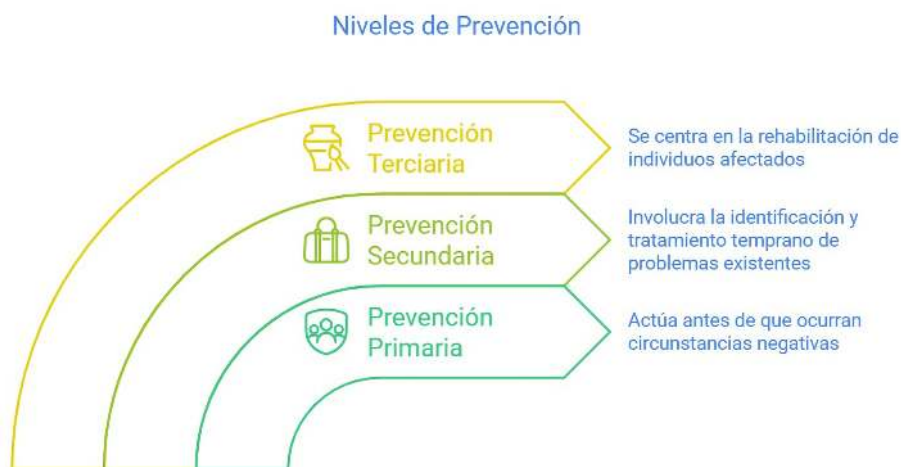 Niveles de Prevención
Prevención
Terciaria
Se centra en la rehabilitación de
individuos afectados
Prevención
Secundaria
Involucra la identificación y
tratamiento temprano de
problemas existentes
Prevención
Primaria
Actúa antes de que ocurran
circunstancias negativas